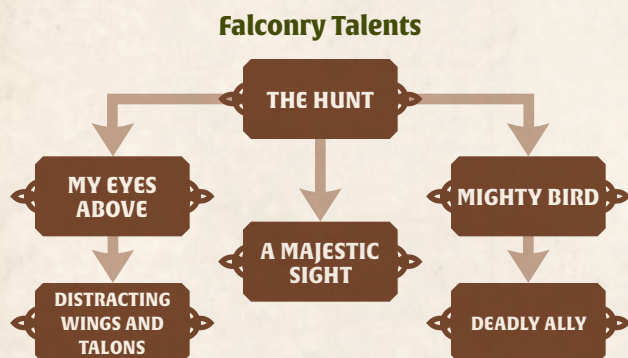 Falconry Talents
THE HUNT
MY EYES
ABOVE
MIGHTY BIRD
A MAJESTIC
SIGHT
DISTRACTING
WINGS AND
TALONS
DEADLY ALLY